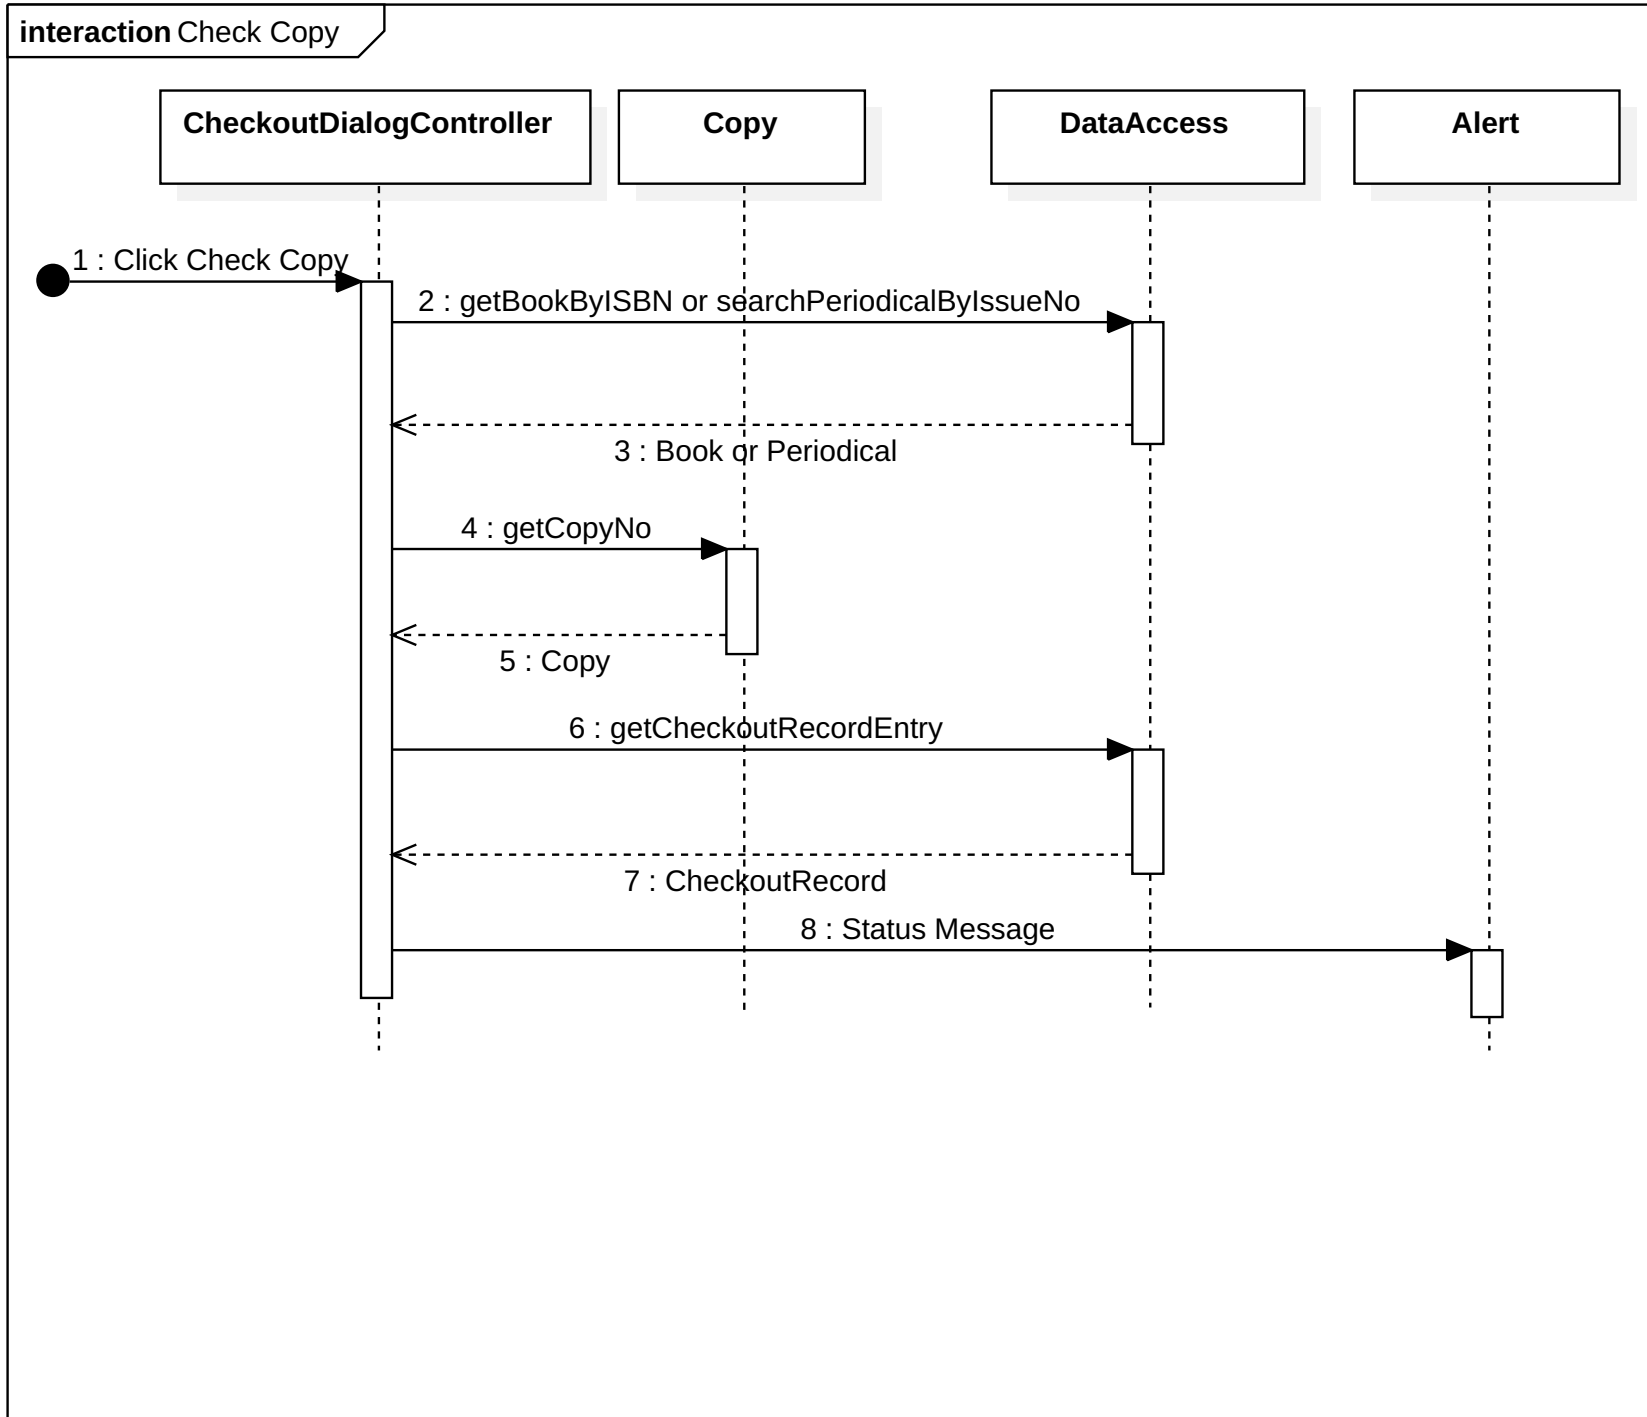 interaction Check Copy
CheckoutDialogController
Copy
DataAccess
Alert
1 : Click Check Copy
2 : getBookByISBN or searchPeriodicalByIssueNo
3 : Book or Periodical
4 : getCopyNo
5 : Copy
6 : getCheckoutRecordEntry
7 : CheckoutRecord
8 : Status Message